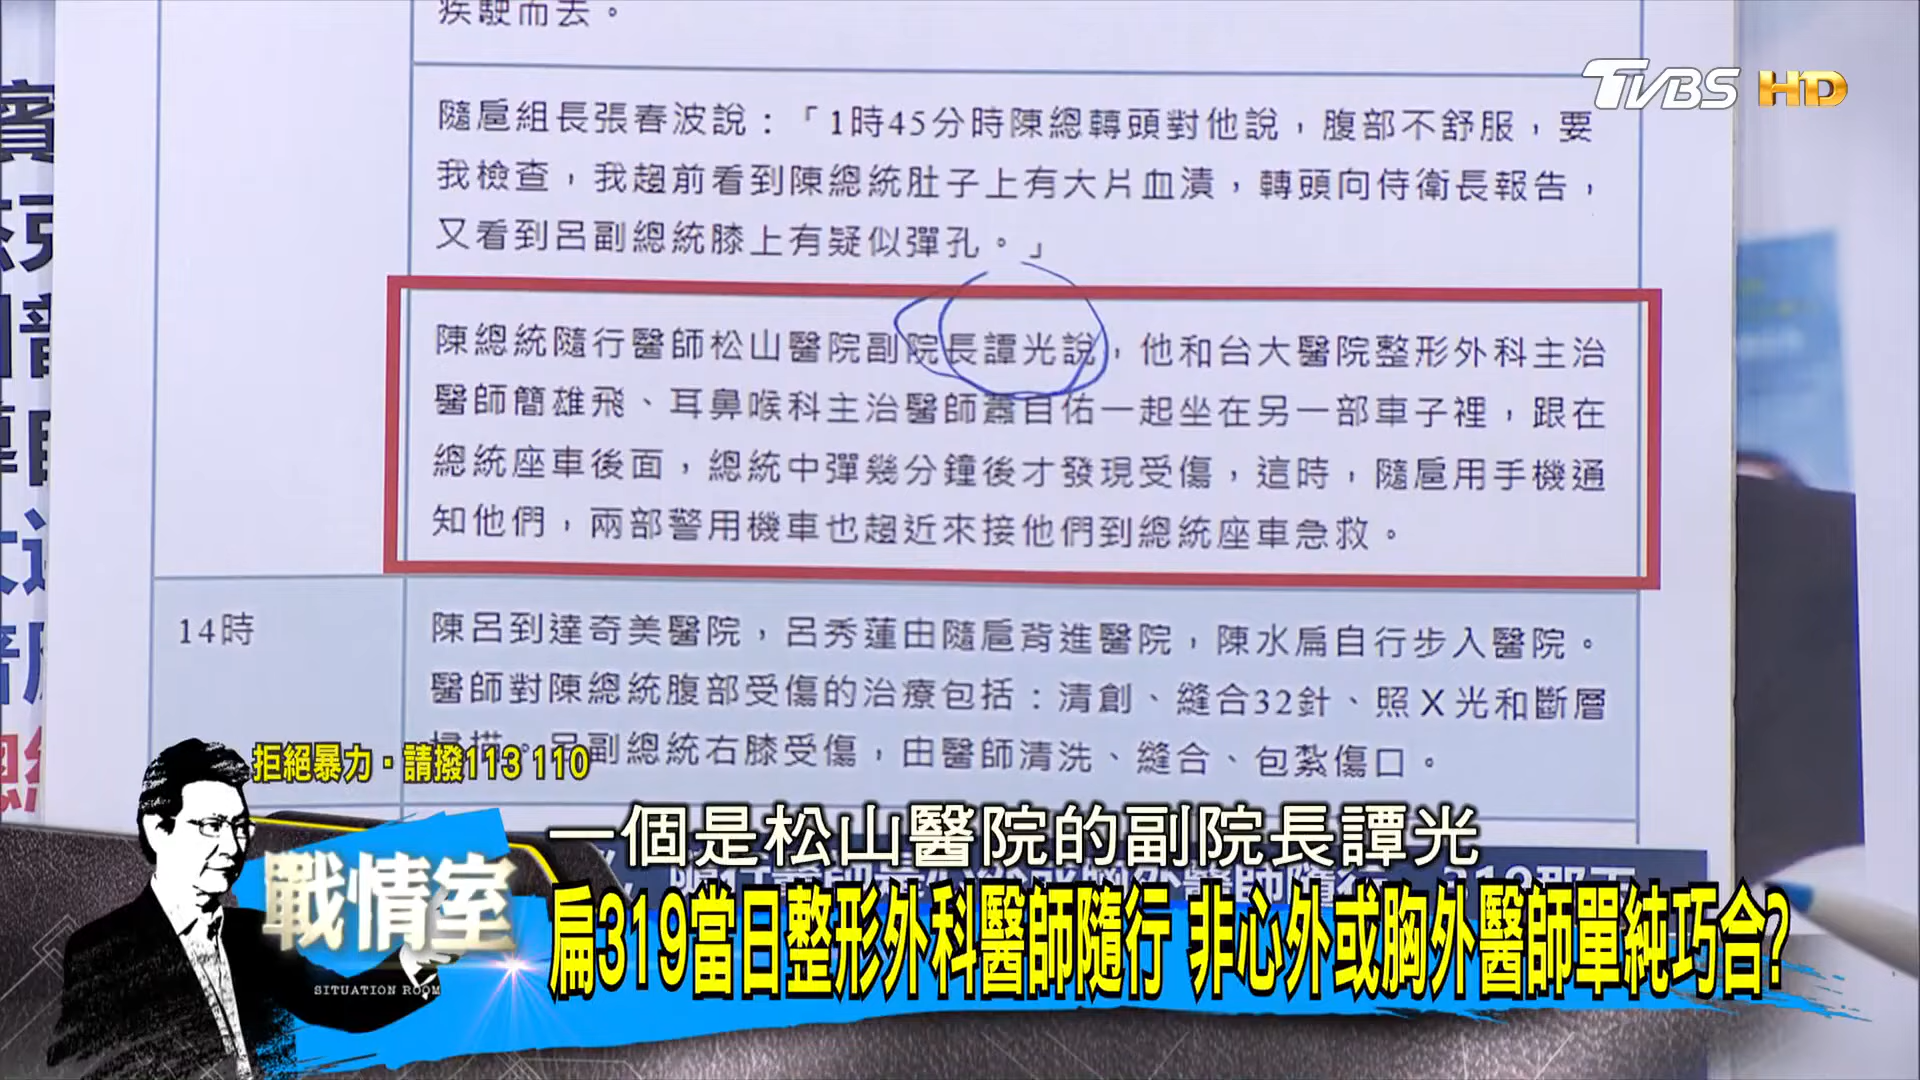 疾駛而去。
TVBS HD
隨扈組長張春波說：「1時45分時陳總轉頭對他說，腹部不舒服，要
我檢查，我趨前看到陳總統肚子上有大片血漬，轉頭向侍衛長報告，
又看到呂副總統膝上有疑似彈孔。」
陳總統隨行醫師松山醫院副院長譚光說，他和台大醫院整形外科主治
醫師簡雄飛、耳鼻喉科主治醫師蕭自佑一起坐在另一部車子裡，跟在
總統座車後面，總統中彈幾分鐘後才發現受傷，這時，隨扈用手機通
知他們，兩部警用機車也趨近來接他們到總統座車急救。
14時
陳呂到達奇美醫院，呂秀蓮由隨扈背進醫院，陳水扁自行步入醫院。
醫師對陳總統腹部受傷的治療包括：清創、縫合32針、照X光和斷層
副總統右膝受傷，由醫師清洗、縫合、包紮傷口。
拒絕暴力·請撥113 110
一個是松山醫院的副院長譚光
戰情室
SITUATION ROOM
扁319當日整形外科醫師隨行 非心外或胸外醫師單純巧合?